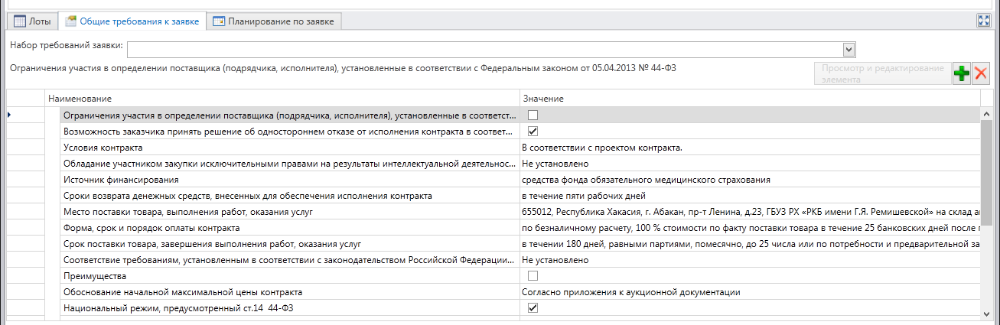 Лоты
Общие требования к заявке
Планирование по заявке
Набор требований заявки:
Ограничения участия в определении поставщика (подрядчика, исполнителя), установленные в соответствии с Федеральным законом от 05.04.2013 № 44-ФЗ
Просмотр и редактирование
элемента
Наименование Значение
Ограничения участия в определении поставщика (подрядчика, исполнителя), установленные в соответст...
Возможность заказчика принять решение об одностороннем отказе от исполнения контракта в соответ...
Условия контракта В соответствии с проектом контракта.
Обладание участником закупки исключительными правами на результаты интеллектуальной деятельнос... Не установлено
Источник финансирования средства фонда обязательного медицинского страхования
Сроки возврата денежных средств, внесенных для обеспечения исполнения контракта в течение пяти рабочих дней
Место поставки товара, выполнения работ, оказания услуг 655012, Республика Хакасия, г. Абакан, пр-т Ленина, д.23, ГБУЗ РХ «РКБ имени Г.Я. Ремишевской» на склад
Форма, срок и порядок оплаты контракта по безналичному расчету, 100 % стоимости по факту поставки товара в течение 25 банковских дней после
Срок поставки товара, завершения выполнения работ, оказания услуг в течении 180 дней, равными партиями, помесячно, до 25 числа или по потребности и предварительной за
Соответствие требованиям, установленным в соответствии с законодательством Российской Федерации... Не установлено
Преимущества
Обоснование начальной максимальной цены контракта Согласно приложения к аукционной документации
Национальный режим, предусмотренный ст.14 44-ФЗ